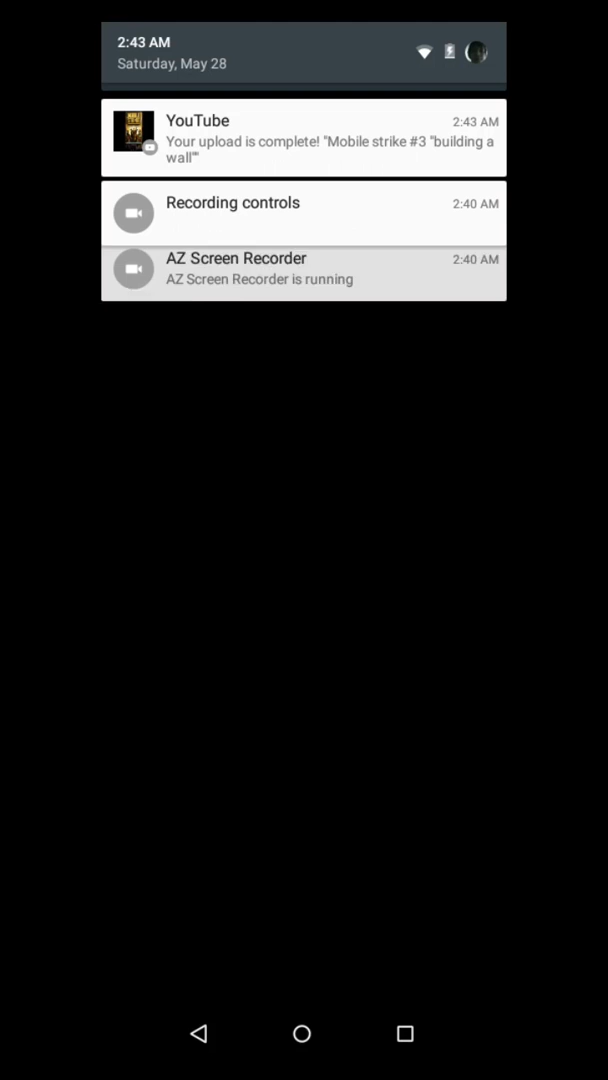 2:43 AM
Saturday, May 28
YouTube 2:43 AM
Your upload is complete! "Mobile strike #3 "building a
wall""
Recording controls 2:40 AM
AZ Screen Recorder 2:40 AM
AZ Screen Recorder is running